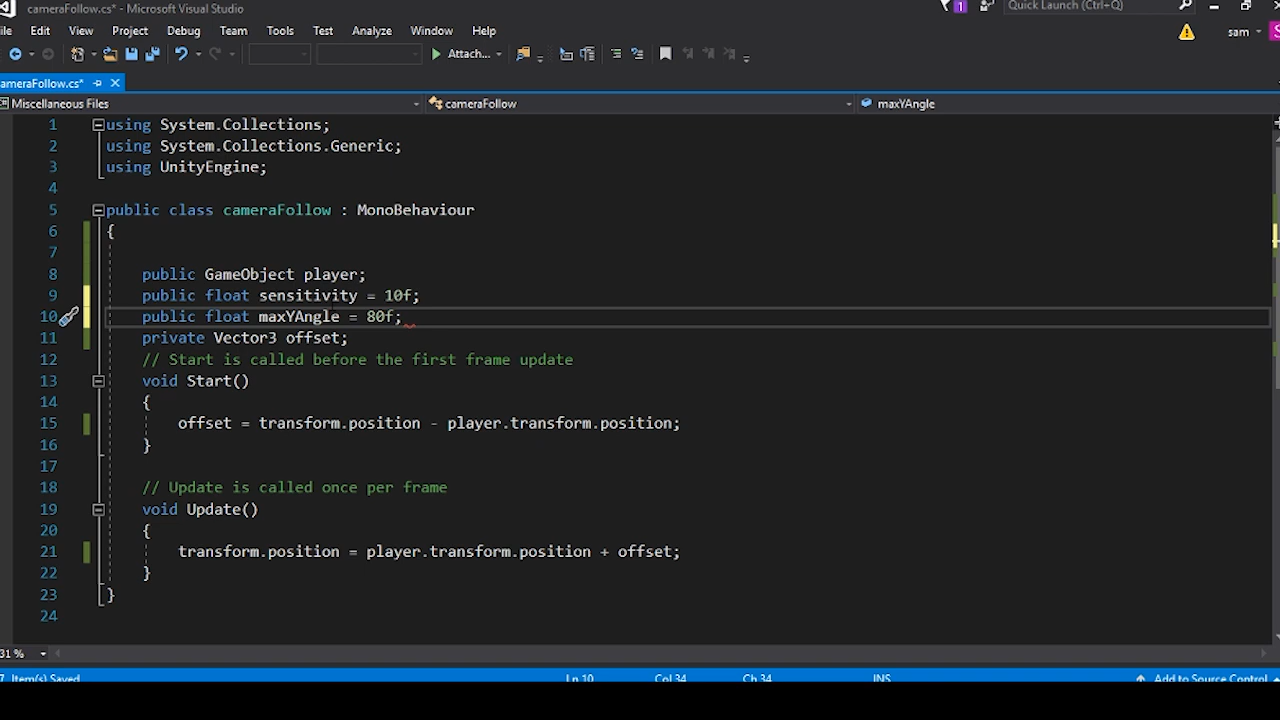 cameraFollow.cs* - Microsoft Visual Studio
1
Quick Launch (Ctrl+Q)
ile Edit View Project Debug Team Tools Test Analyze Window Help
sam
S
Attach...
ameraFollow.cs*
Miscellaneous Files
cameraFollow
maxYAngle
1 using System.Collections;
2 using System.Collections.Generic;
3 using UnityEngine;
4
5 public class cameraFollow : MonoBehaviour
6 {
7
8 public GameObject player;
9 public float sensitivity = 10f;
10 public float maxYAngle = 80f;
11 private Vector3 offset;
12 // Start is called before the first frame update
13 void Start()
14 {
15 offset = transform.position - player.transform.position;
16 }
17
18 // Update is called once per frame
19 void Update()
20 {
21 transform.position = player.transform.position + offset;
22 }
23 }
24
31 %
Item(s) Saved Ln 10 Col 34 Ch 34 INS Add to Source Control